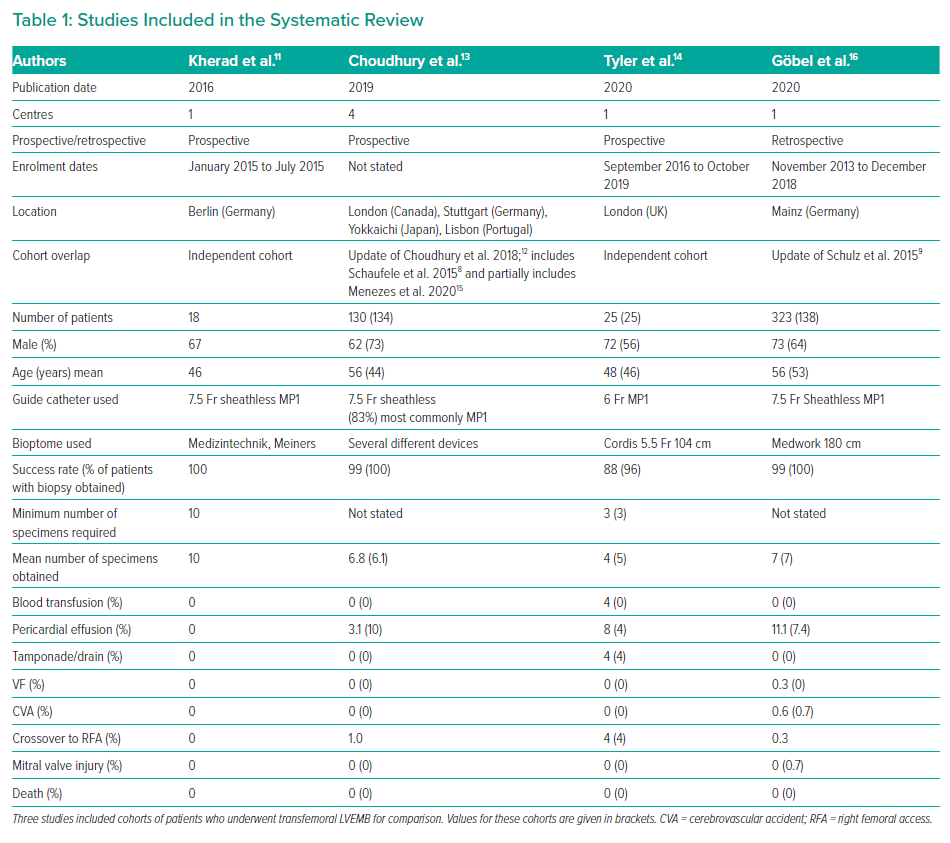 Table 1: Studies Included in the Systematic Review
Authors Kherad et al.11 Choudhury et al.13 Tyler et al.14 Göbel et al.16
Publication date 2016 2019 2020 2020
Centres 1 4 1 1
Prospective/retrospective Prospective Prospective Prospective Retrospective
Enrolment dates January 2015 to July 2015 Not stated September 2016 to October November 2013 to December
2019 2018
Location Berlin (Germany) London (Canada), Stuttgart (Germany), London (UK) Mainz (Germany)
Yokkaichi (Japan), Lisbon (Portugal)
Cohort overlap Independent cohort Update of Choudhury et al. 2018;12 includes Independent cohort Update of Schulz et al. 20159
Schaufele et al. 20158 and partially includes
Menezes et al. 202015
Number of patients 18 130 (134) 25 (25) 323 (138)
Male (%) 67 62 (73) 72 (56) 73 (64)
Age (years) mean 46 56 (44) 48 (46) 56 (53)
Guide catheter used 7.5 Fr sheathless MP1 7.5 Fr sheathless 6 Fr MP1 7.5 Fr Sheathless MP1
(83%) most commonly MP1
Bioptome used Medizintechnik, Meiners Several different devices Cordis 5.5 Fr 104 cm Medwork 180 cm
Success rate (% of patients 100 99 (100) 88 (96) 99 (100)
with biopsy obtained)
Minimum number of 10 Not stated 3 (3) Not stated
specimens required
Mean number of specimens 10 6.8 (6.1) 4 (5) 7 (7)
obtained
Blood transfusion (%) 0 0 (0) 4 (0) 0 (0)
Pericardial effusion (%) 0 3.1 (10) 8 (4) 11.1 (7.4)
Tamponade/drain (%) 0 0 (0) 4 (4) 0 (0)
VF (%) 0 0 (0) 0 (0) 0.3 (0)
CVA (%) 0 0 (0) 0 (0) 0.6 (0.7)
Crossover to RFA (%) 0 1.0 4 (4) 0.3
Mitral valve injury (%) 0 0 (0) 0 (0) 0 (0.7)
Death (%) 0 0 (0) 0 (0) 0 (0)
Three studies included cohorts of patients who underwent transfemoral LVEMB for comparison. Values for these cohorts are given in brackets. CVA = cerebrovascular accident; RFA = right femoral access.